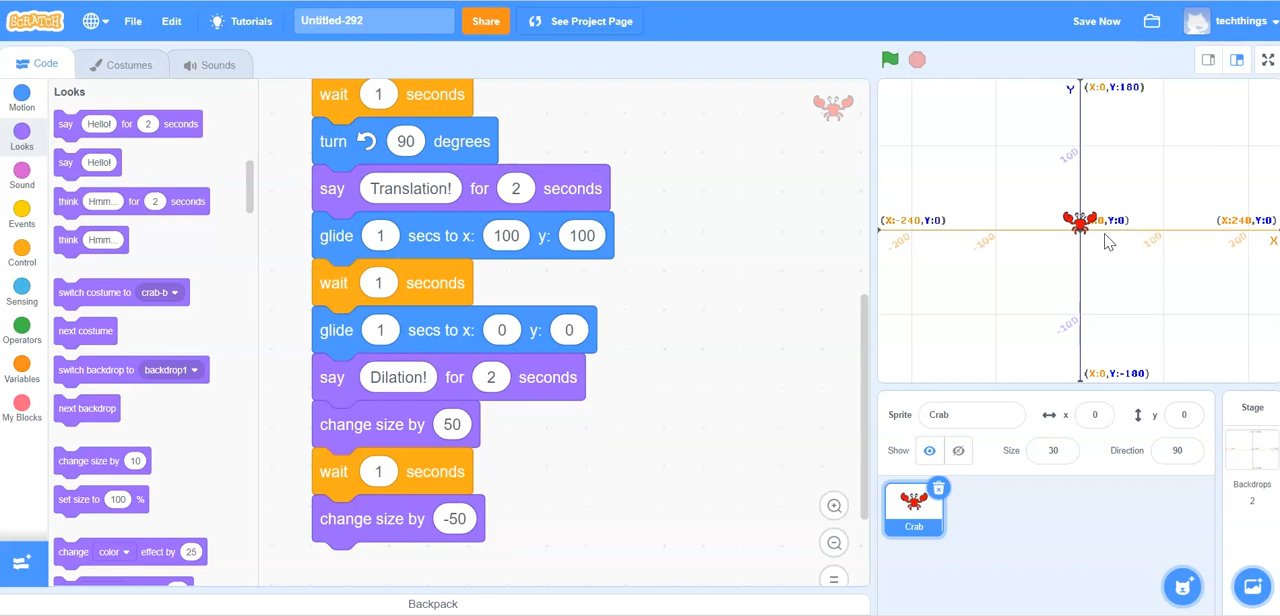 SCRATCH File Edit Tutorials Untitled-292 Share See Project Page Save Now techthings
Code Costumes Sounds
Motion
Looks
Sound
Events
Control
Sensing
Operators
Variables
My Blocks
Looks
say Hello! for 2 seconds
say Hello!
think Hmm... for 2 seconds
think Hmm...
switch costume to crab-b
next costume
switch backdrop to backdrop1
next backdrop
change size by 10
set size to 100 %
change color effect by 25
wait 1 seconds
turn 90 degrees
say Translation! for 2 seconds
glide 1 secs to x: 100 y: 100
wait 1 seconds
glide 1 secs to x: 0 y: 0
say Dilation! for 2 seconds
change size by 50
wait 1 seconds
change size by -50
Backpack
Y (X:0,Y:180)
100
(X:-240,Y:0) ,Y:0) (X:240,Y:0)
-200 -100 100 200 X
-100
(X:0,Y:-180)
Sprite Crab x 0 y 0
Show Size 30 Direction 90
Crab
Stage
Backdrops
2